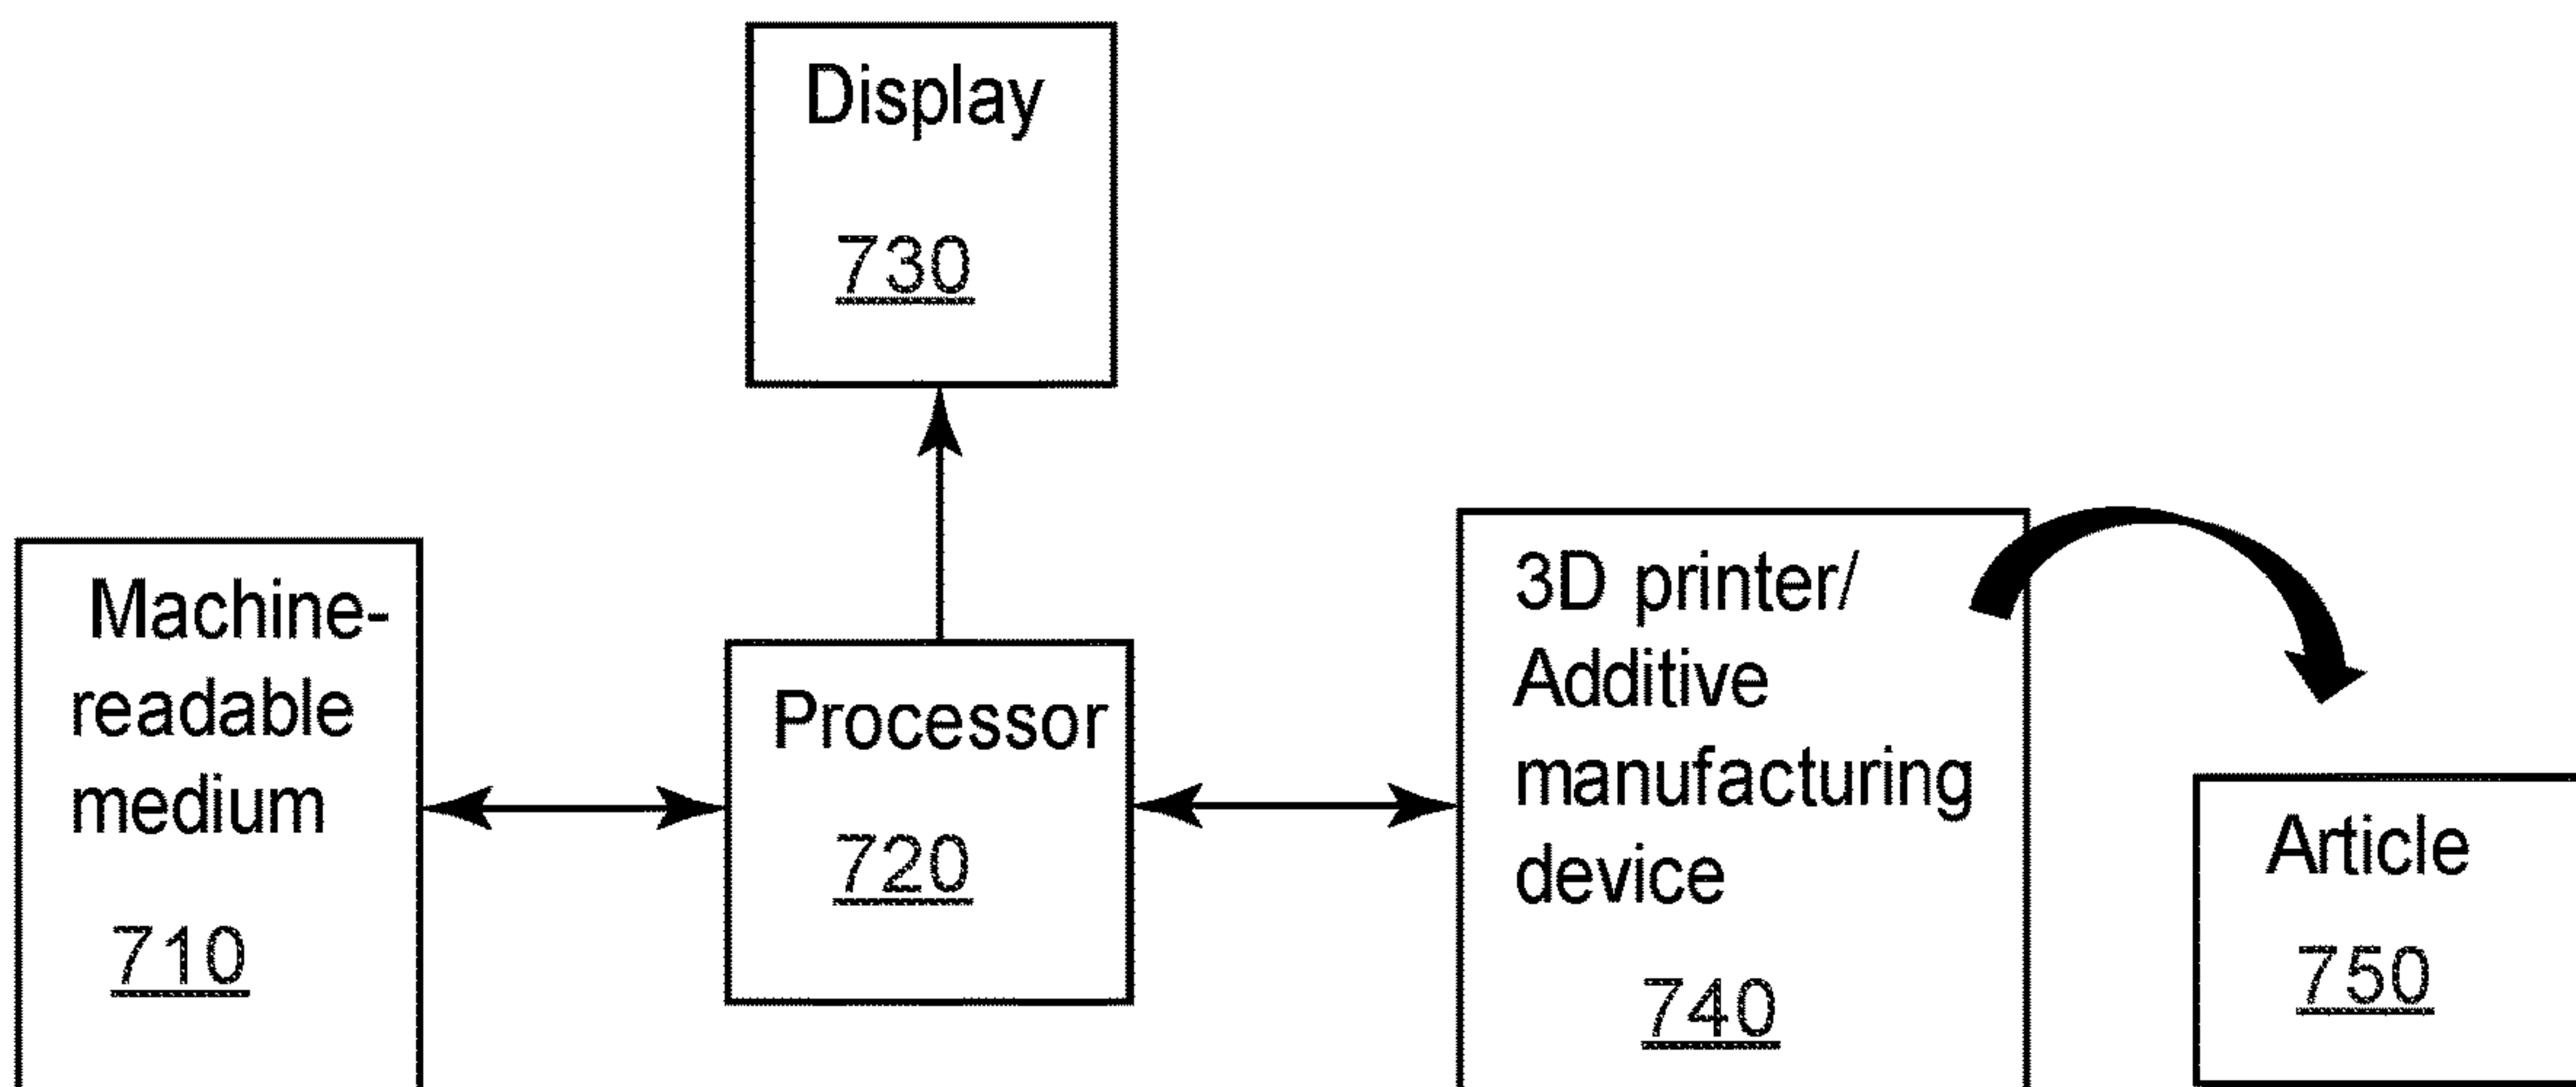 Display
730
Machine-
readable
medium
710
Processor
720
3D printer/
Additive
manufacturing
device
740
Article
750